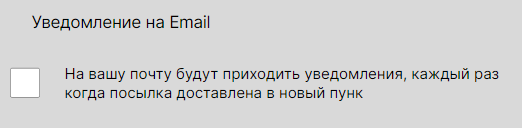 Уведомление на Email
На вашу почту будут приходить уведомления, каждый раз
когда посылка доставлена в новый пунк